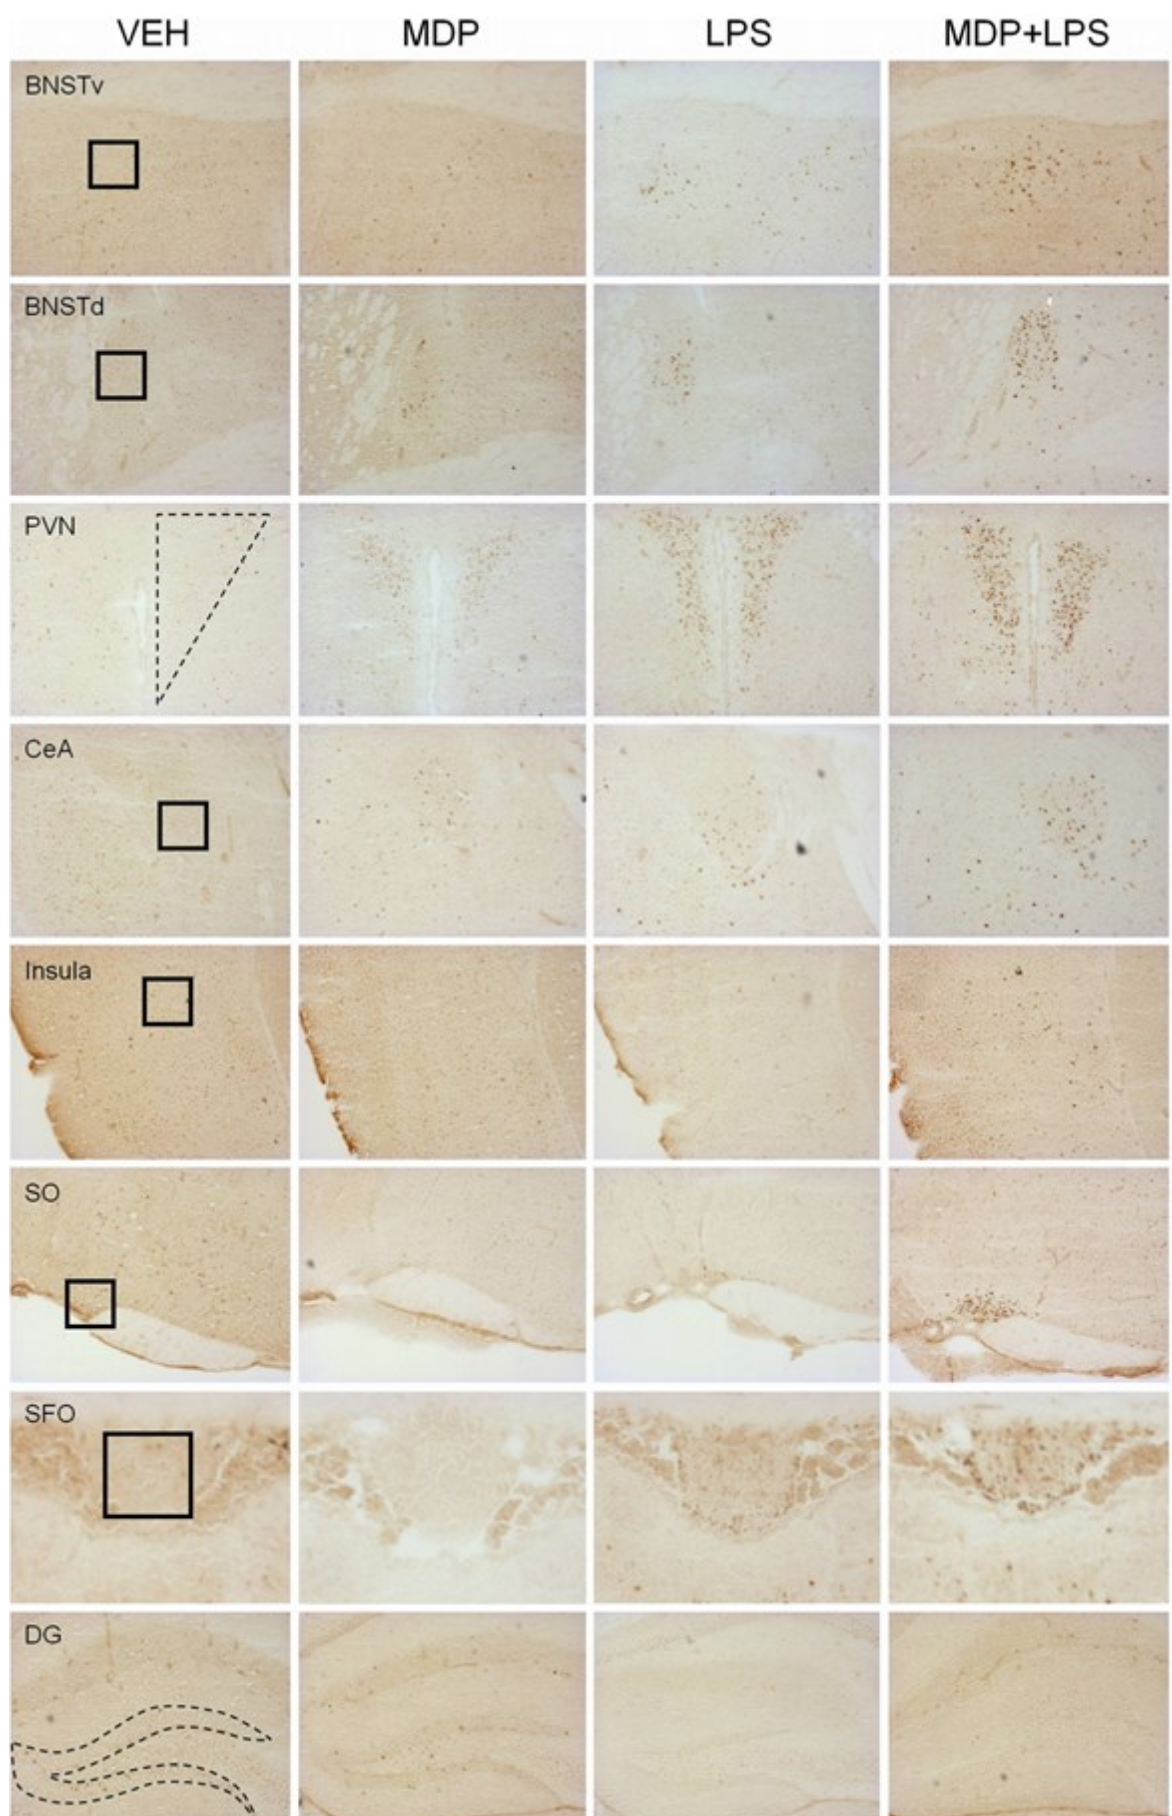 VEH MDP LPS MDP+LPS
BNSTv
BNSTd
PVN
CeA
Insula
SO
SFO
DG